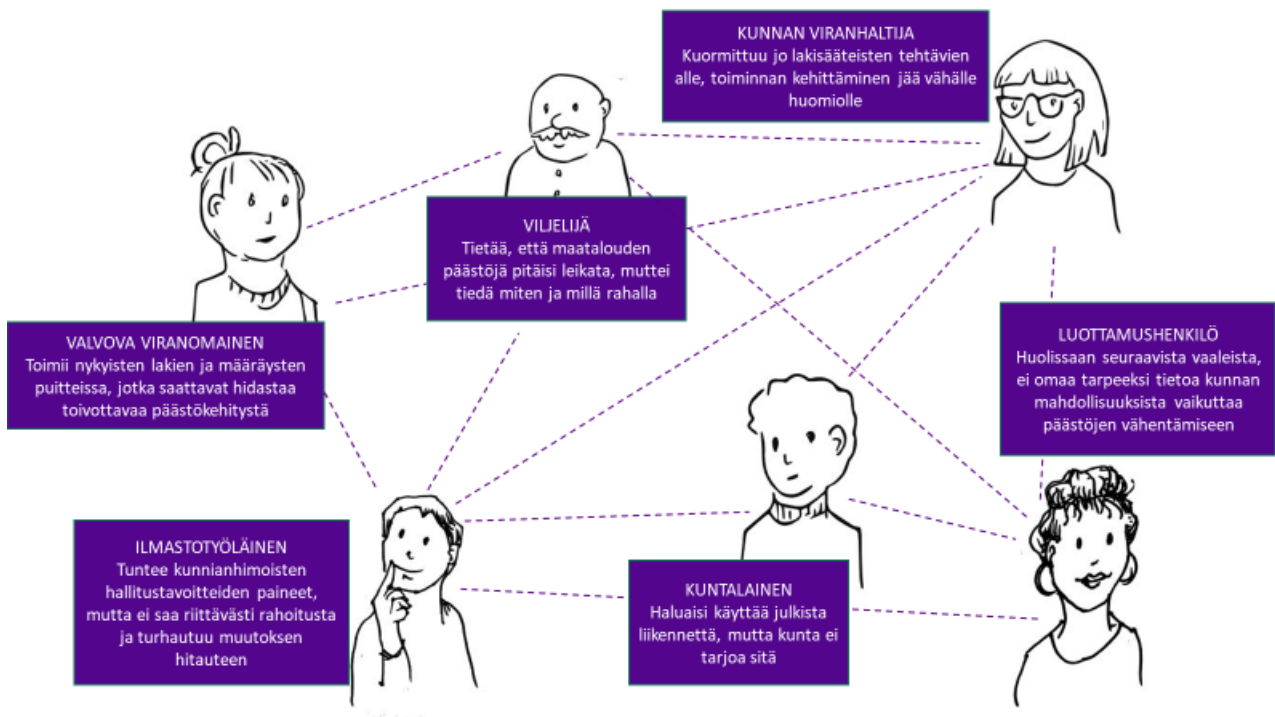 KUNNAN VIRANHALTIJA
Kuormittuu jo lakisääteisten tehtävien
alle, toiminnan kehittäminen jää vähälle
huomiolle
VILJELIJÄ
Tietää, että maatalouden
päästöjä pitäisi leikata, muttei
tiedä miten ja millä rahalla
VALVOVA VIRANOMAINEN
Toimii nykyisten lakien ja määräysten
puitteissa, jotka saattavat hidastaa
toivottavaa päästökehitystä
LUOTTAMUSHENKILÖ
Huolissaan seuraavista vaaleista,
ei omaa tarpeeksi tietoa kunnan
mahdollisuuksista vaikuttaa
päästöjen vähentämiseen
ILMASTOTYÖLÄINEN
Tuntee kunnianhimoisten
hallitustavoitteiden paineet,
mutta ei saa riittävästi rahoitusta
ja turhautuu muutoksen
hitauteen
KUNTALAINEN
Haluaisi käyttää julkista
liikennettä, mutta kunta ei
tarjoa sitä